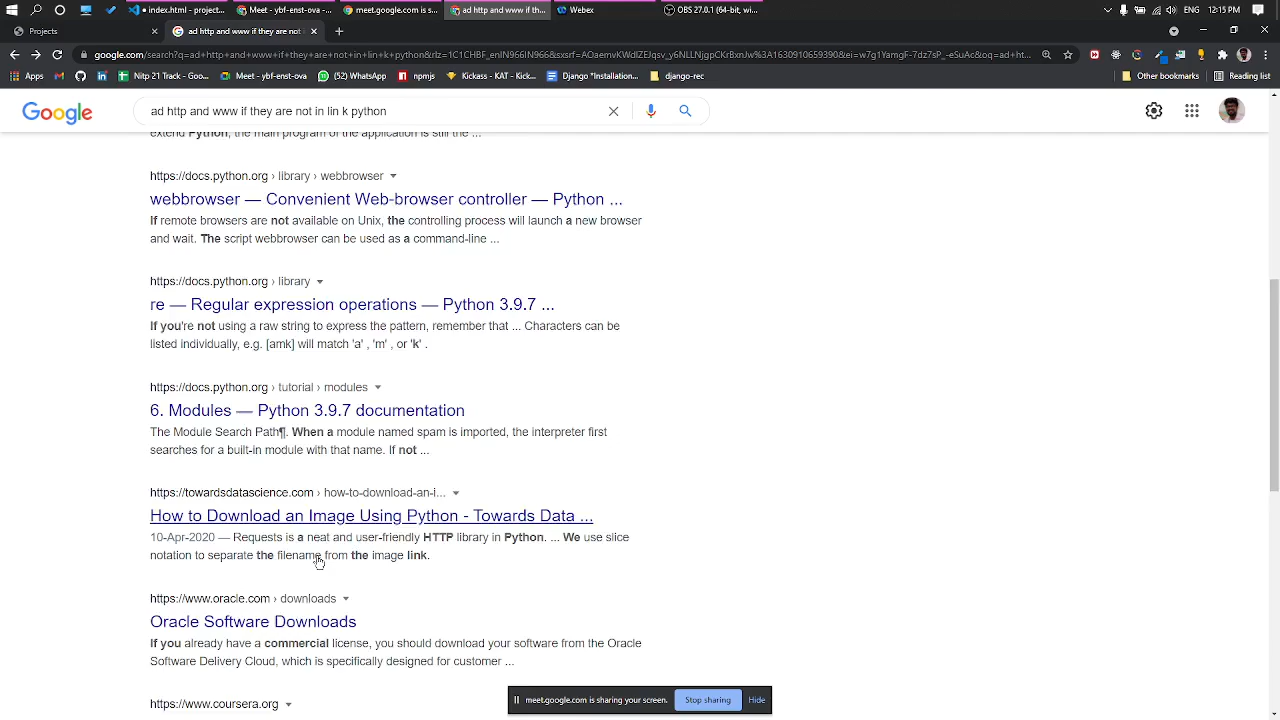 index.html - project...
Meet - yyf-enst-ova - ...
meet.google.com is s...
ad http and www if th...
Webex
OBS 27.0.1 (64-bit, wi...
ENG
12:15 PM
Projects
ad http and www if they are not i
google.com/search?q=ad+http+and+www+if+they+are+not+in+lin+k+python&rlz=1C1CHBF_enIN966IN966&sxsrf=AOaemvKWdlZEJqsv_y6NLLNjgpCKrBxnJw%3A1630910659390&ei=w7g1YamgF-7dz7sP_-eSuAc&oq=ad+ht...
Apps
Nitp 21 Track - Goo...
Meet - yyf-enst-ova
(52) WhatsApp
npmjs
Kickass - KAT - Kick...
Django *Installation...
django-rec
Other bookmarks
Reading list
Google
ad http and www if they are not in lin k python
extend Python, the main program of the application is still the ...
https://docs.python.org › library › webbrowser
webbrowser — Convenient Web-browser controller — Python ...
If remote browsers are not available on Unix, the controlling process will launch a new browser
and wait. The script webbrowser can be used as a command-line ...
https://docs.python.org › library
re — Regular expression operations — Python 3.9.7 ...
If you're not using a raw string to express the pattern, remember that ... Characters can be
listed individually, e.g. [amk] will match 'a' , 'm' , or 'k' .
https://docs.python.org › tutorial › modules
6. Modules — Python 3.9.7 documentation
The Module Search Path¶. When a module named spam is imported, the interpreter first
searches for a built-in module with that name. If not ...
https://towardsdatascience.com › how-to-download-an-i...
How to Download an Image Using Python - Towards Data ...
10-Apr-2020 — Requests is a neat and user-friendly HTTP library in Python. ... We use slice
notation to separate the filename from the image link.
https://www.oracle.com › downloads
Oracle Software Downloads
If you already have a commercial license, you should download your software from the Oracle
Software Delivery Cloud, which is specifically designed for customer ...
https://www.coursera.org
meet.google.com is sharing your screen.
Stop sharing
Hide